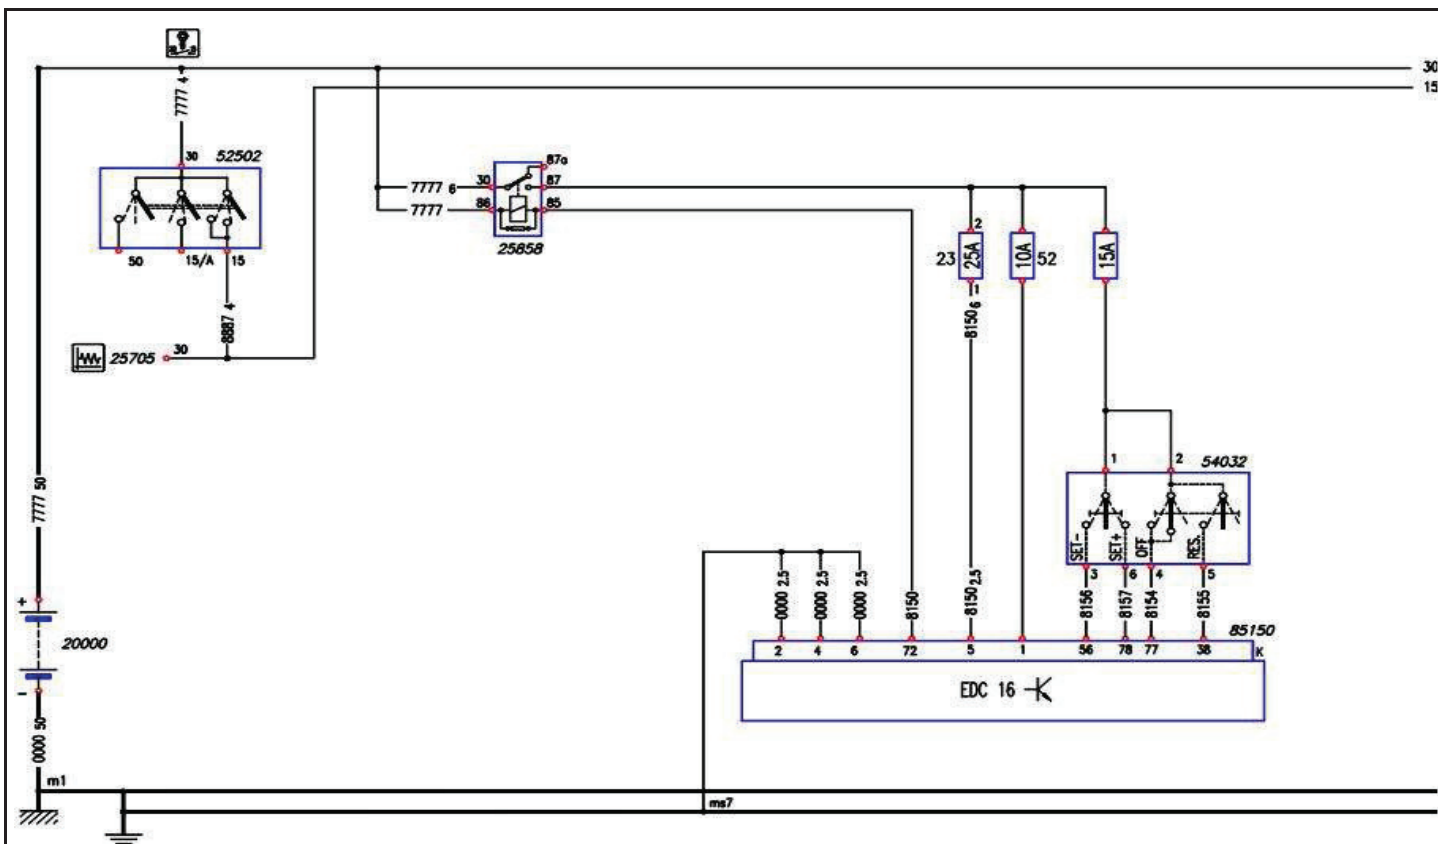 30
15
7777 4
30 52502
50 15/A 15
8887 4
25705 30
87a
7777 6 30 87
7777 86 85
25858
2
23 25A
1
10A 52
15A
8150 6
7777 50
1 2 54032
SET- SET+ OFF RES.
3 6 4 5
0000 2.5 0000 2.5 0000 2.5 8150 8150 2.5 8156 8157 8154 8155
85150
2 4 6 72 5 1 56 78 77 38 K
EDC 16
+
20000
-
0000 50
m1
ms7